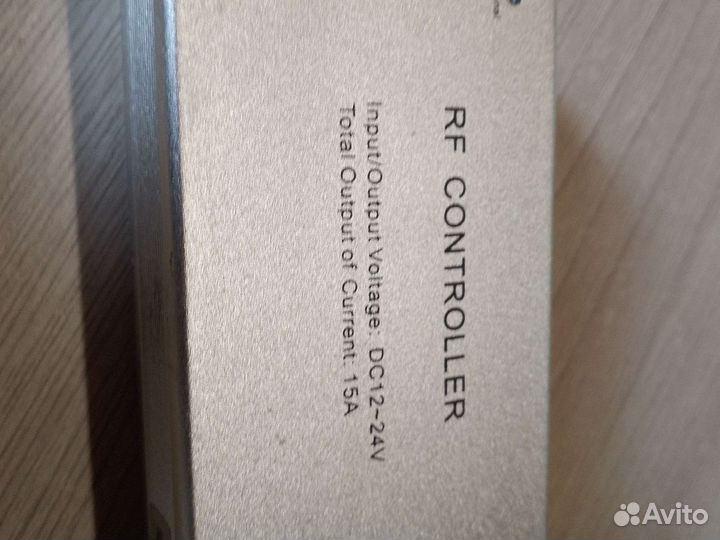 RF CONTROLLER
Input/Output Voltage: DC12~24V
Total Output of Current: 15A
Avito